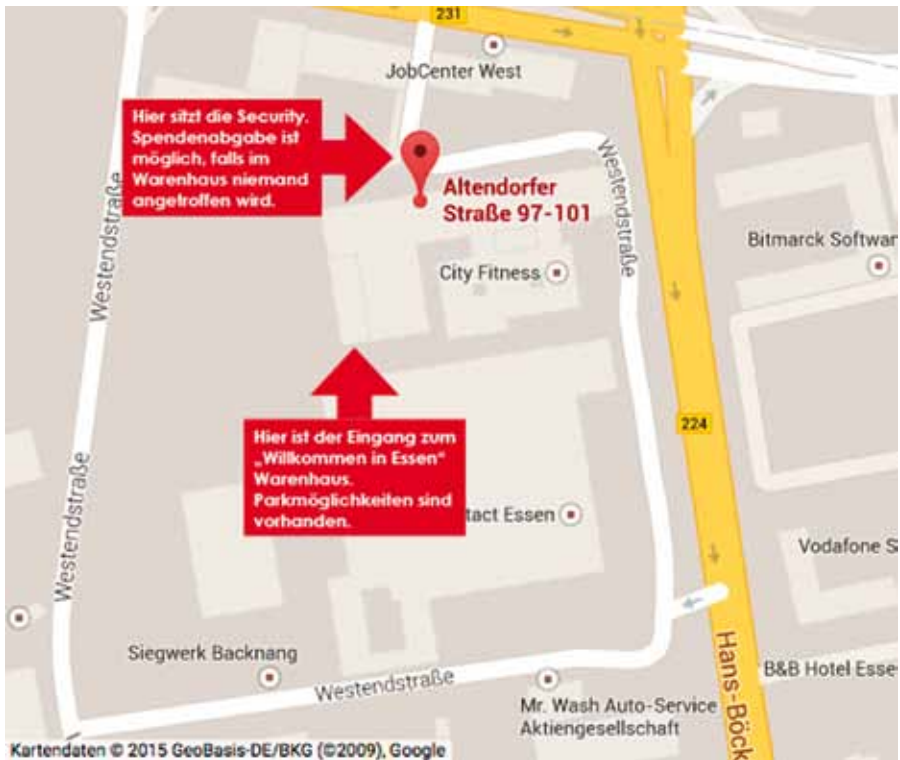 231
JobCenter West
Hier sitzt die Security.
Spendenabgabe ist
möglich, falls im
Warenhaus niemand
angetroffen wird.
Altendorfer
Straße 97-101
Westendstraße
Westendstraße
City Fitness
Bitmarck Softwar
Hier ist der Eingang zum
„Willkommen in Essen“
Warenhaus.
Parkmöglichkeiten sind
vorhanden.
224
tact Essen
Westendstraße
Vodafone S
Siegwerk Backnang
Westendstraße
Hans-Böck
B&B Hotel Esse
Mr. Wash Auto-Service
Aktiengesellschaft
Kartendaten © 2015 GeoBasis-DE/BKG (©2009), Google